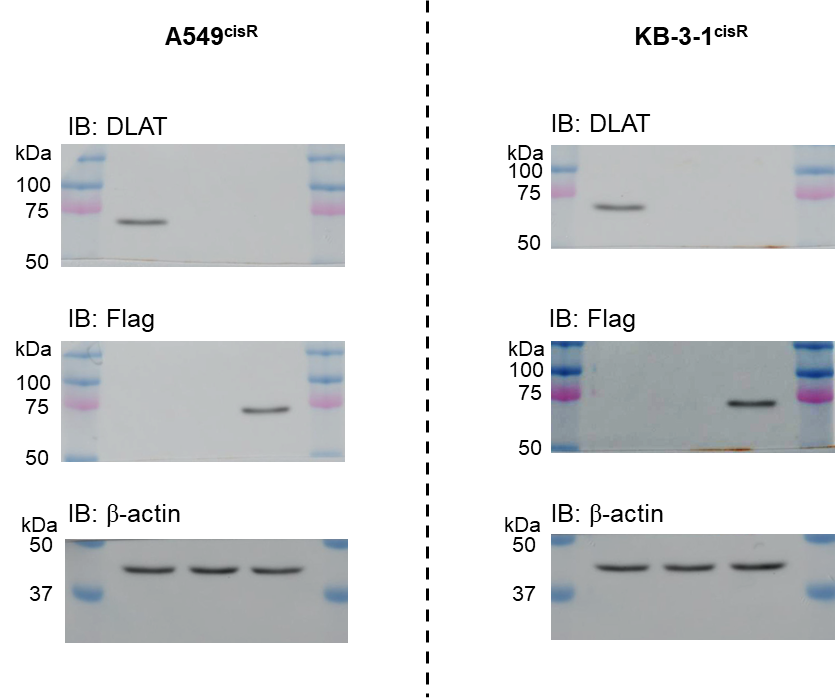 A549cisR
IB: DLAT
kDa
100
75
50
IB: Flag
kDa
100
75
50
IB: β-actin
kDa
50
37
KB-3-1cisR
IB: DLAT
kDa
100
75
50
IB: Flag
kDa
100
75
50
IB: β-actin
kDa
50
37